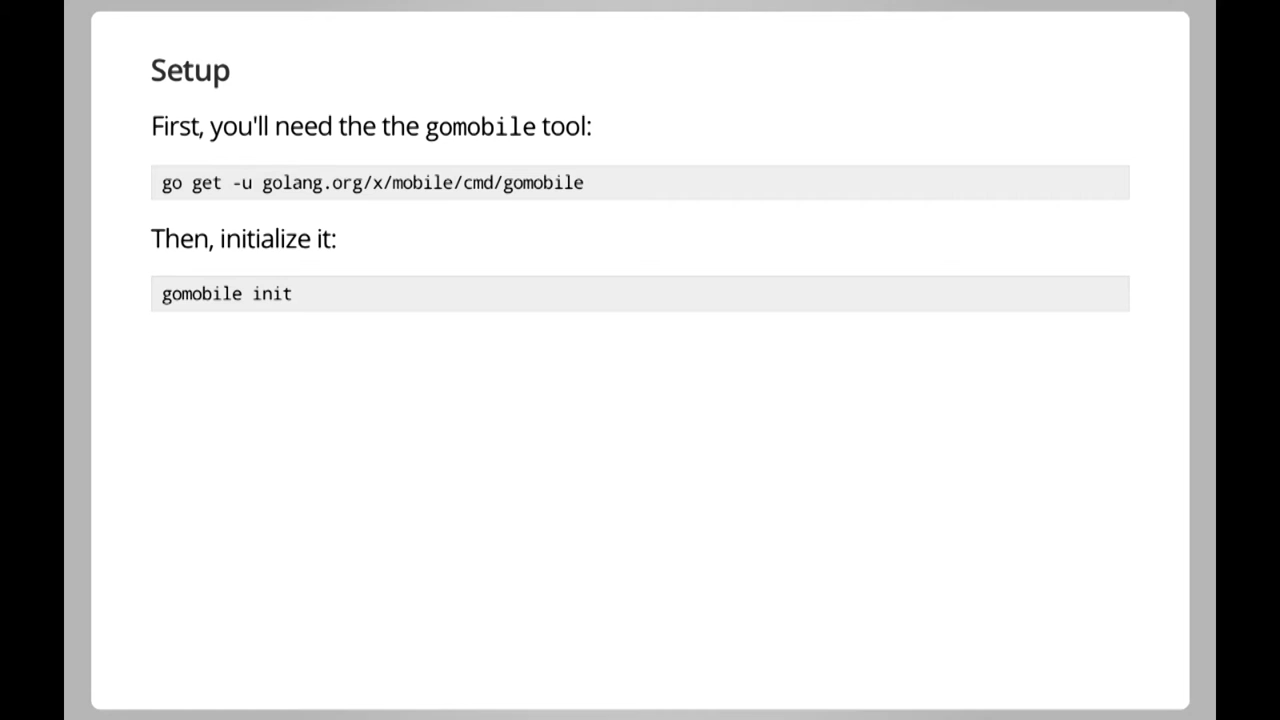 Setup
First, you'll need the the gomobile tool:
go get -u golang.org/x/mobile/cmd/gomobile
Then, initialize it:
gomobile init